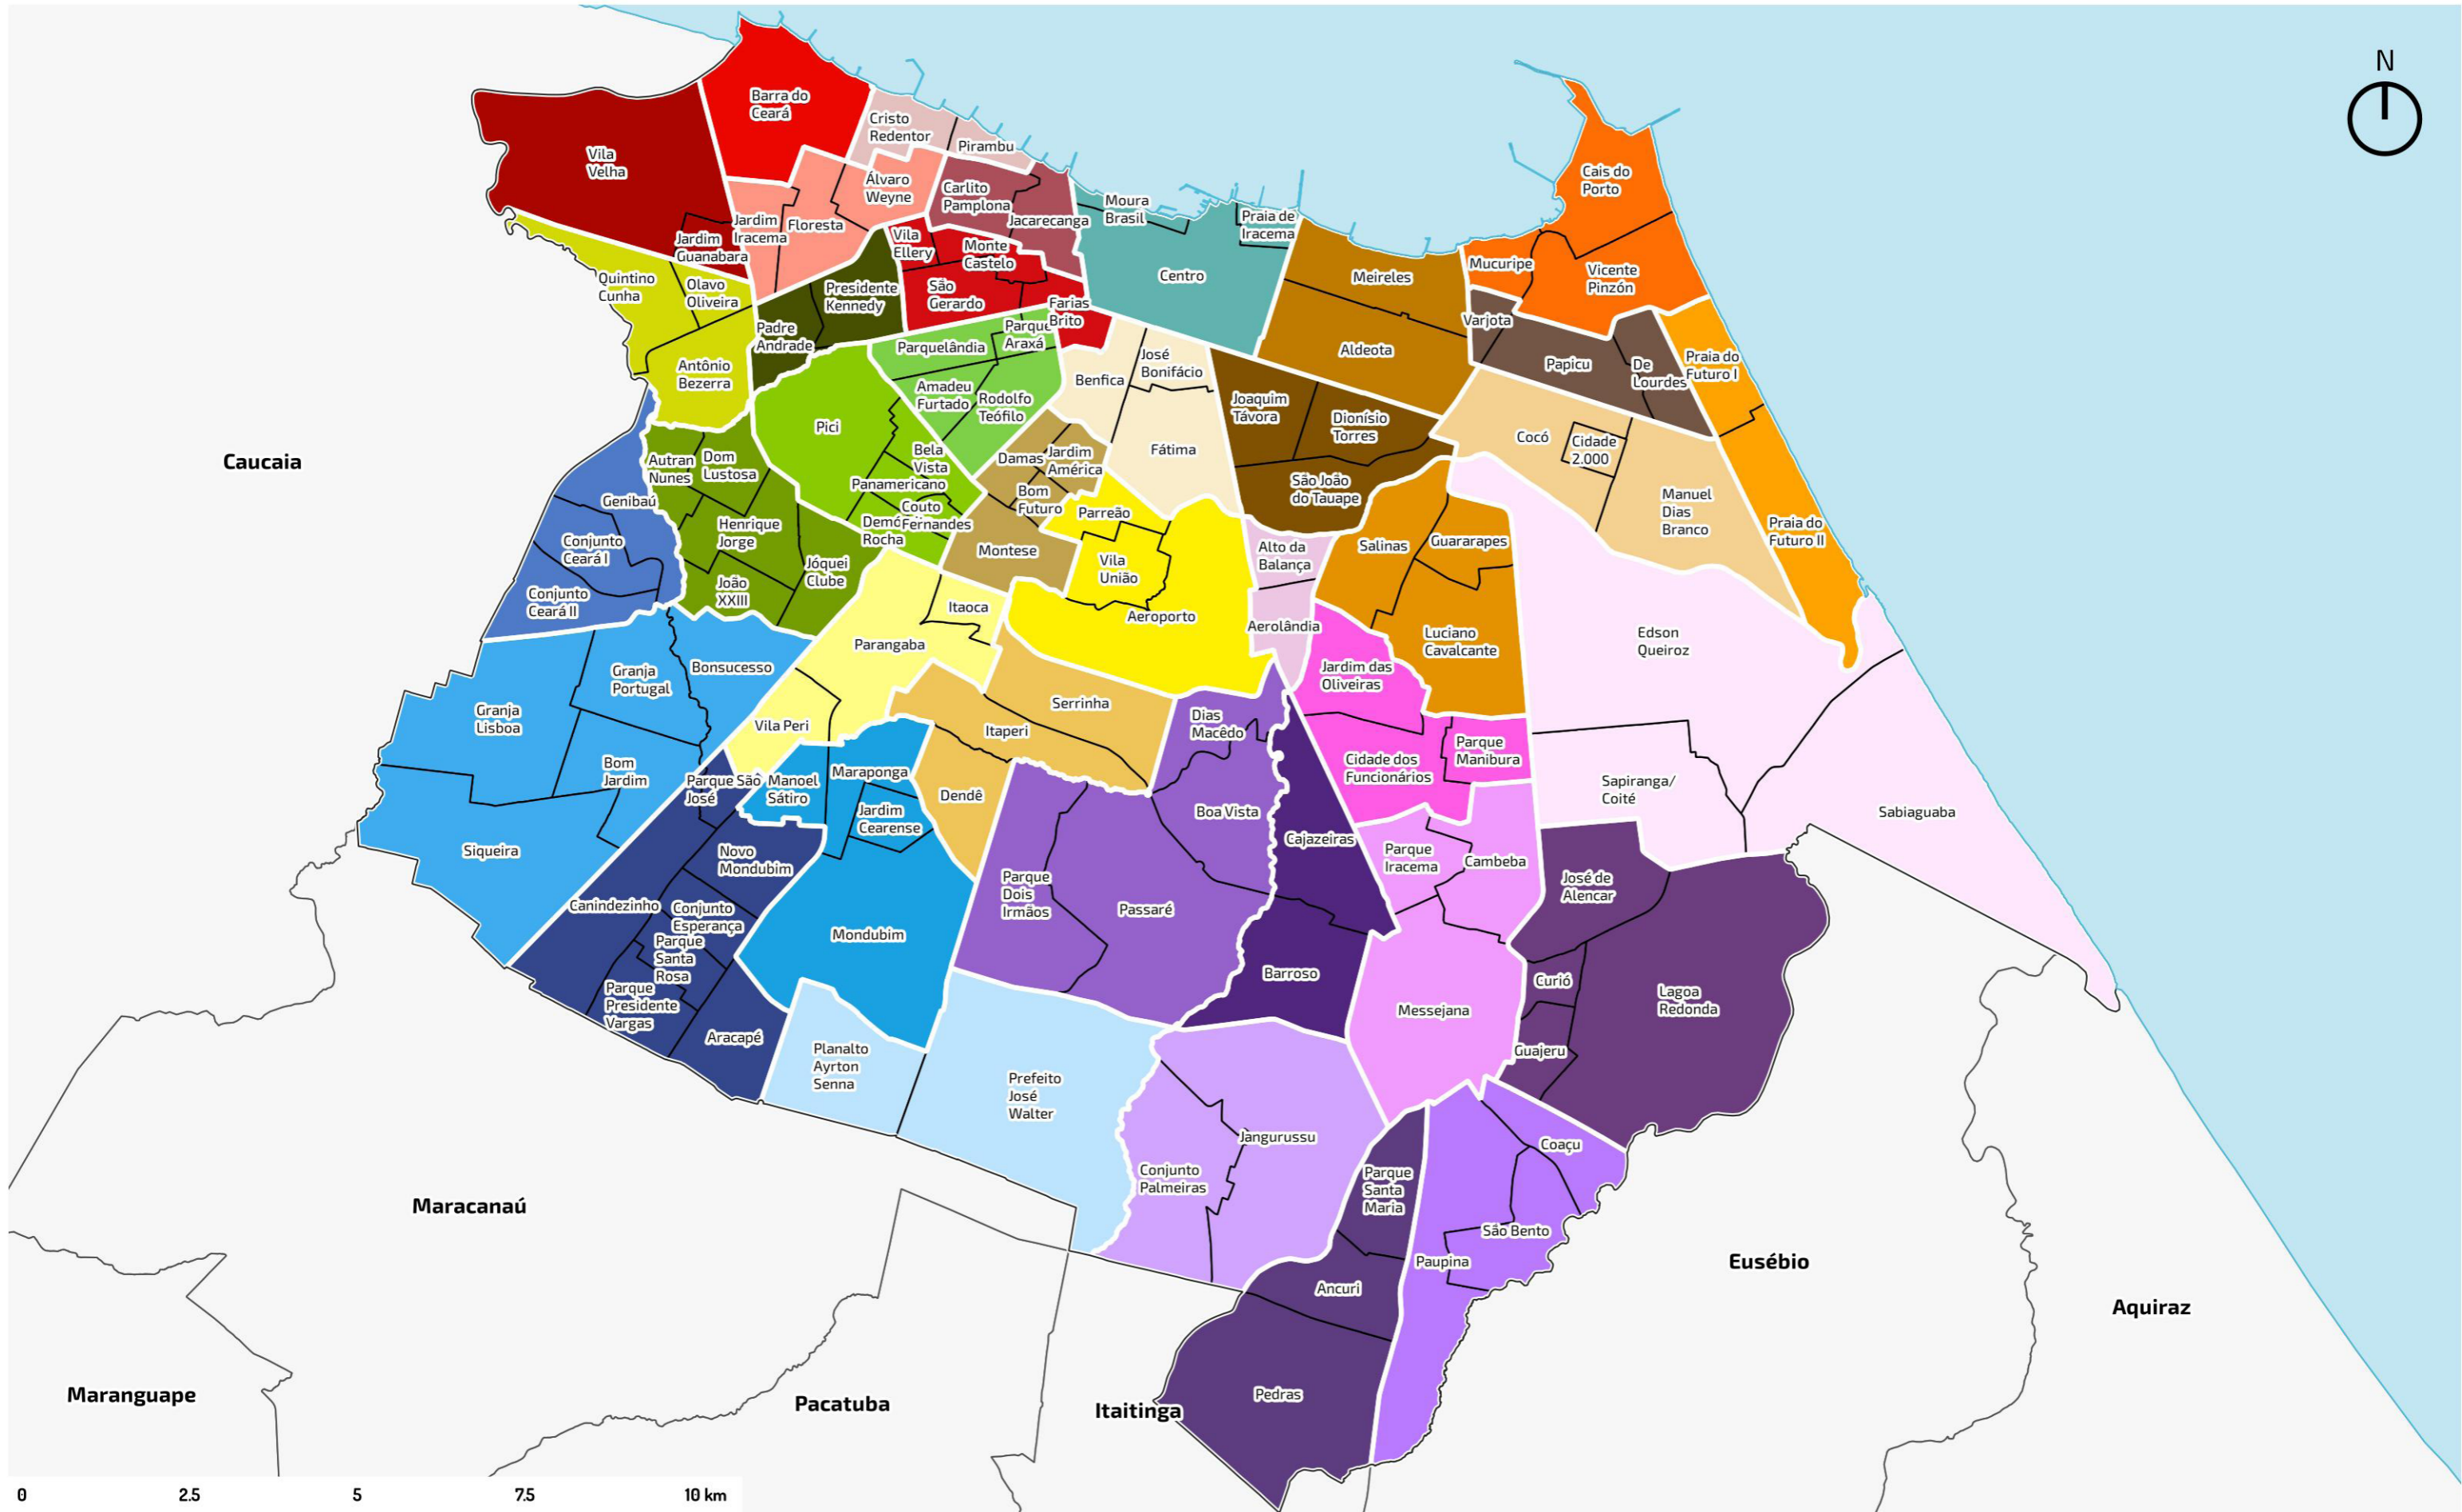 N
Barra do
Ceará
Cristo
Redentor
Pirambu
Vila
Velha
Álvaro
Weyne
Carlito
Pamplona
Jacarecanga
Moura
Brasil
Praia de
Iracema
Cais do
Porto
Jardim
Iracema
Floresta
Jardim
Guanabara
Vila
Ellery
Monte
Castelo
Centro
Meireles
Mucuripe
Vicente
Pinzón
Quintino
Cunha
Olavo
Oliveira
Presidente
Kennedy
São
Gerardo
Farias
Brito
Varjota
Padre
Andrade
Parquelândia
Parque
Araxá
José
Bonifácio
Aldeota
Papicu
De
Lourdes
Praia do
Futuro I
Antônio
Bezerra
Amadeu
Furtado
Rodolfo
Teófilo
Benfica
Joaquim
Távora
Dionísio
Torres
Pici
Cocó
Cidade
2.000
Caucaia
Autran
Nunes
Dom
Lustosa
Bela
Vista
Damas
Jardim
América
Fátima
Panamericano
São João
do Tauape
Genibaú
Bom
Futuro
Parreão
Manuel
Dias
Branco
Praia do
Futuro II
Henrique
Jorge
Couto
Fernandes
Demó
Rocha
Conjunto
Ceará I
Montese
Vila
União
Alto da
Balança
Salinas
Guararapes
João
XXIII
Jóquei
Clube
Conjunto
Ceará II
Itaoca
Aeroporto
Aerolândia
Parangaba
Luciano
Cavalcante
Edson
Queiroz
Granja
Portugal
Bonsucesso
Jardim das
Oliveiras
Granja
Lisboa
Vila Peri
Serrinha
Itaperi
Dias
Macêdo
Cidade dos
Funcionários
Parque
Manibura
Bom
Jardim
Parque São
José
Manoel
Sátiro
Maraponga
Dendê
Sapiranga/
Coité
Sabiaguaba
Jardim
Cearense
Boa Vista
Cajazeiras
Siqueira
Novo
Mondubim
Parque
Iracema
Cambeba
Canindezinho
Conjunto
Esperança
Parque
Dois
Irmãos
Passaré
José de
Alencar
Mondubim
Parque
Santa
Rosa
Barroso
Curió
Parque
Presidente
Vargas
Messejana
Lagoa
Redonda
Aracapé
Planalto
Ayrton
Senna
Guajeru
Prefeito
José
Walter
Jangurussu
Coaçu
Conjunto
Palmeiras
Parque
Santa
Maria
Maracanaú
São Bento
Paupina
Eusébio
Ancuri
Aquiraz
Maranguape
Pacatuba
Itaitinga
Pedras
0 2.5 5 7.5 10 km